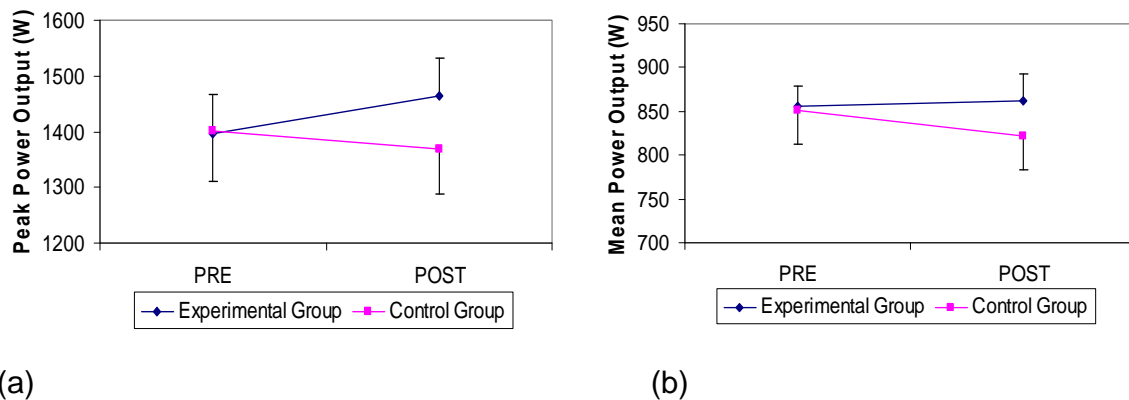 Peak Power Output (W)
1600
1500
1400
1300
1200
PRE POST
Experimental Group Control Group
(a)
Mean Power Output (W)
950
900
850
800
750
700
PRE POST
Experimental Group Control Group
(b)